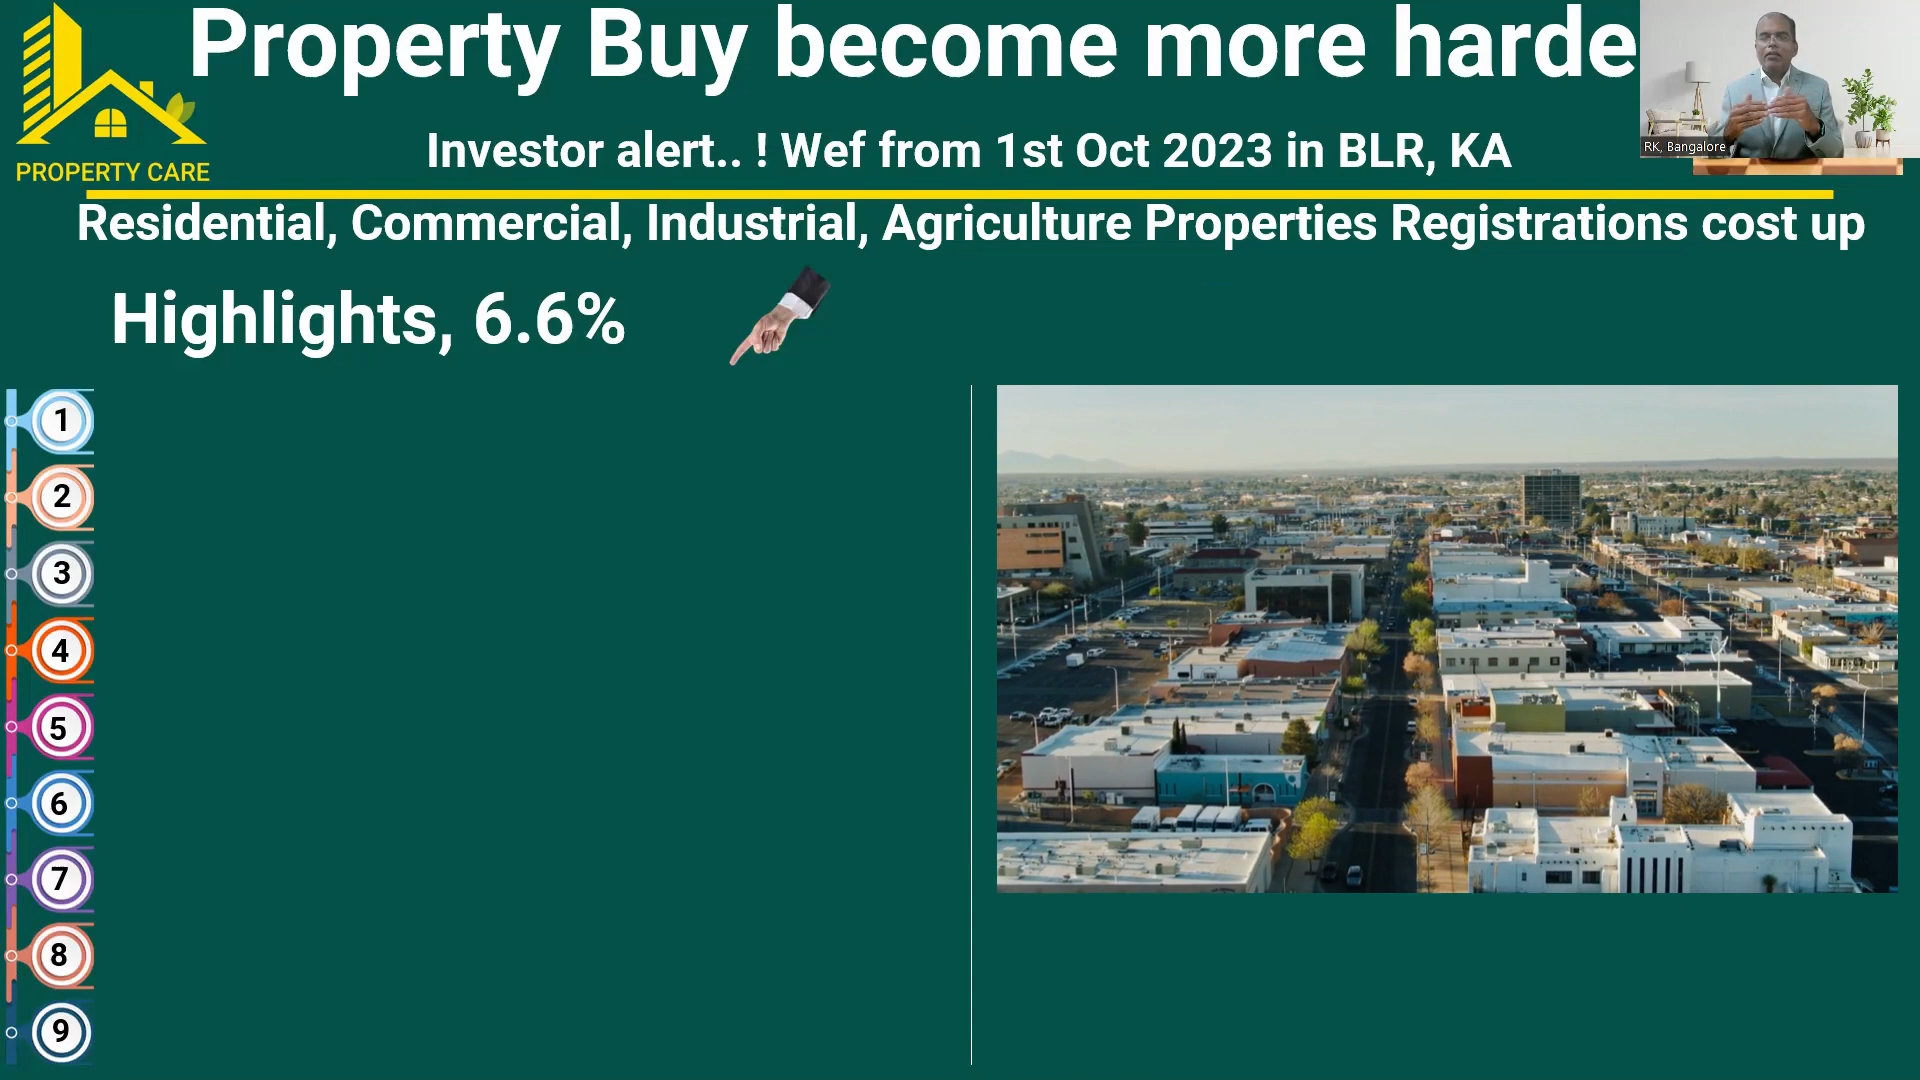 Property Buy become more harde
Investor alert.. ! Wef from 1st Oct 2023 in BLR, KA
RK, Bangalore
PROPERTY CARE
Residential, Commercial, Industrial, Agriculture Properties Registrations cost up
Highlights, 6.6%
1
2
3
4
5
6
7
8
9